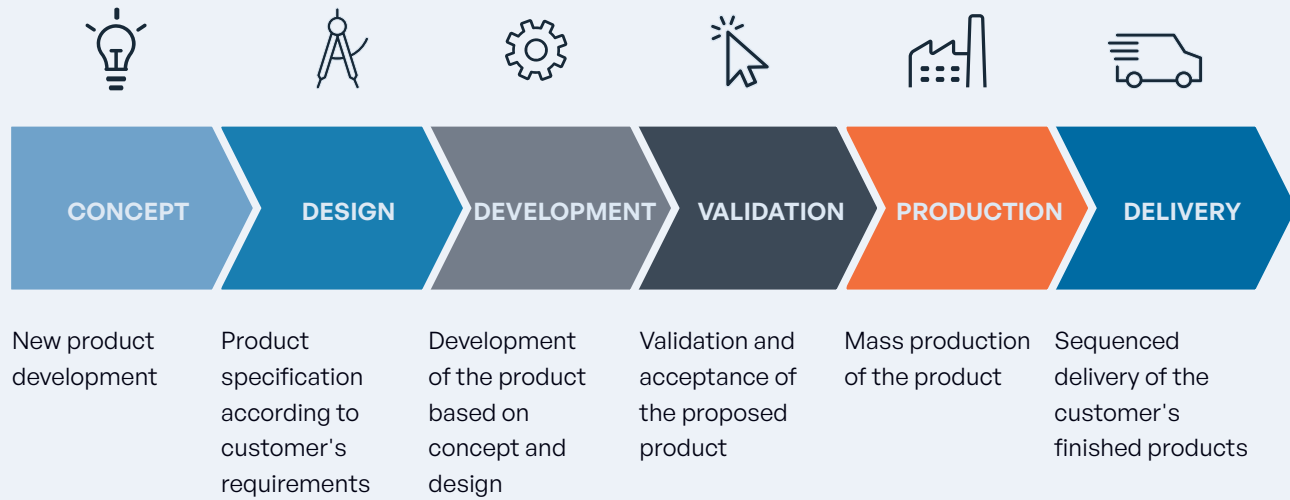 CONCEPT
DESIGN
DEVELOPMENT
VALIDATION
PRODUCTION
DELIVERY
New product
development
Product
specification
according to
customer's
requirements
Development
of the product
based on
concept and
design
Validation and
acceptance of
the proposed
product
Mass production
of the product
Sequenced
delivery of the
customer's
finished products